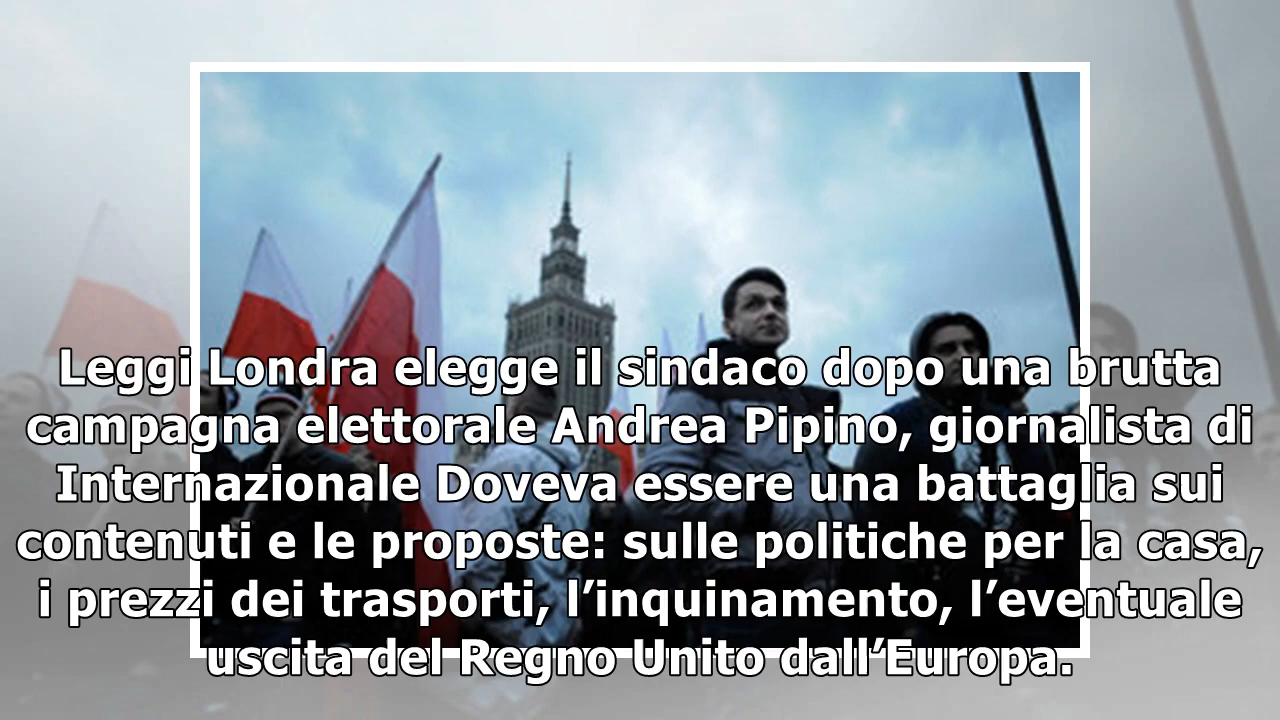 Leggi Londra elegge il sindaco dopo una brutta
campagna elettorale Andrea Pipino, giornalista di
Internazionale Doveva essere una battaglia sui
contenuti e le proposte: sulle politiche per la casa,
i prezzi dei trasporti, l’inquinamento, l’eventuale
uscita del Regno Unito dall’Europa.